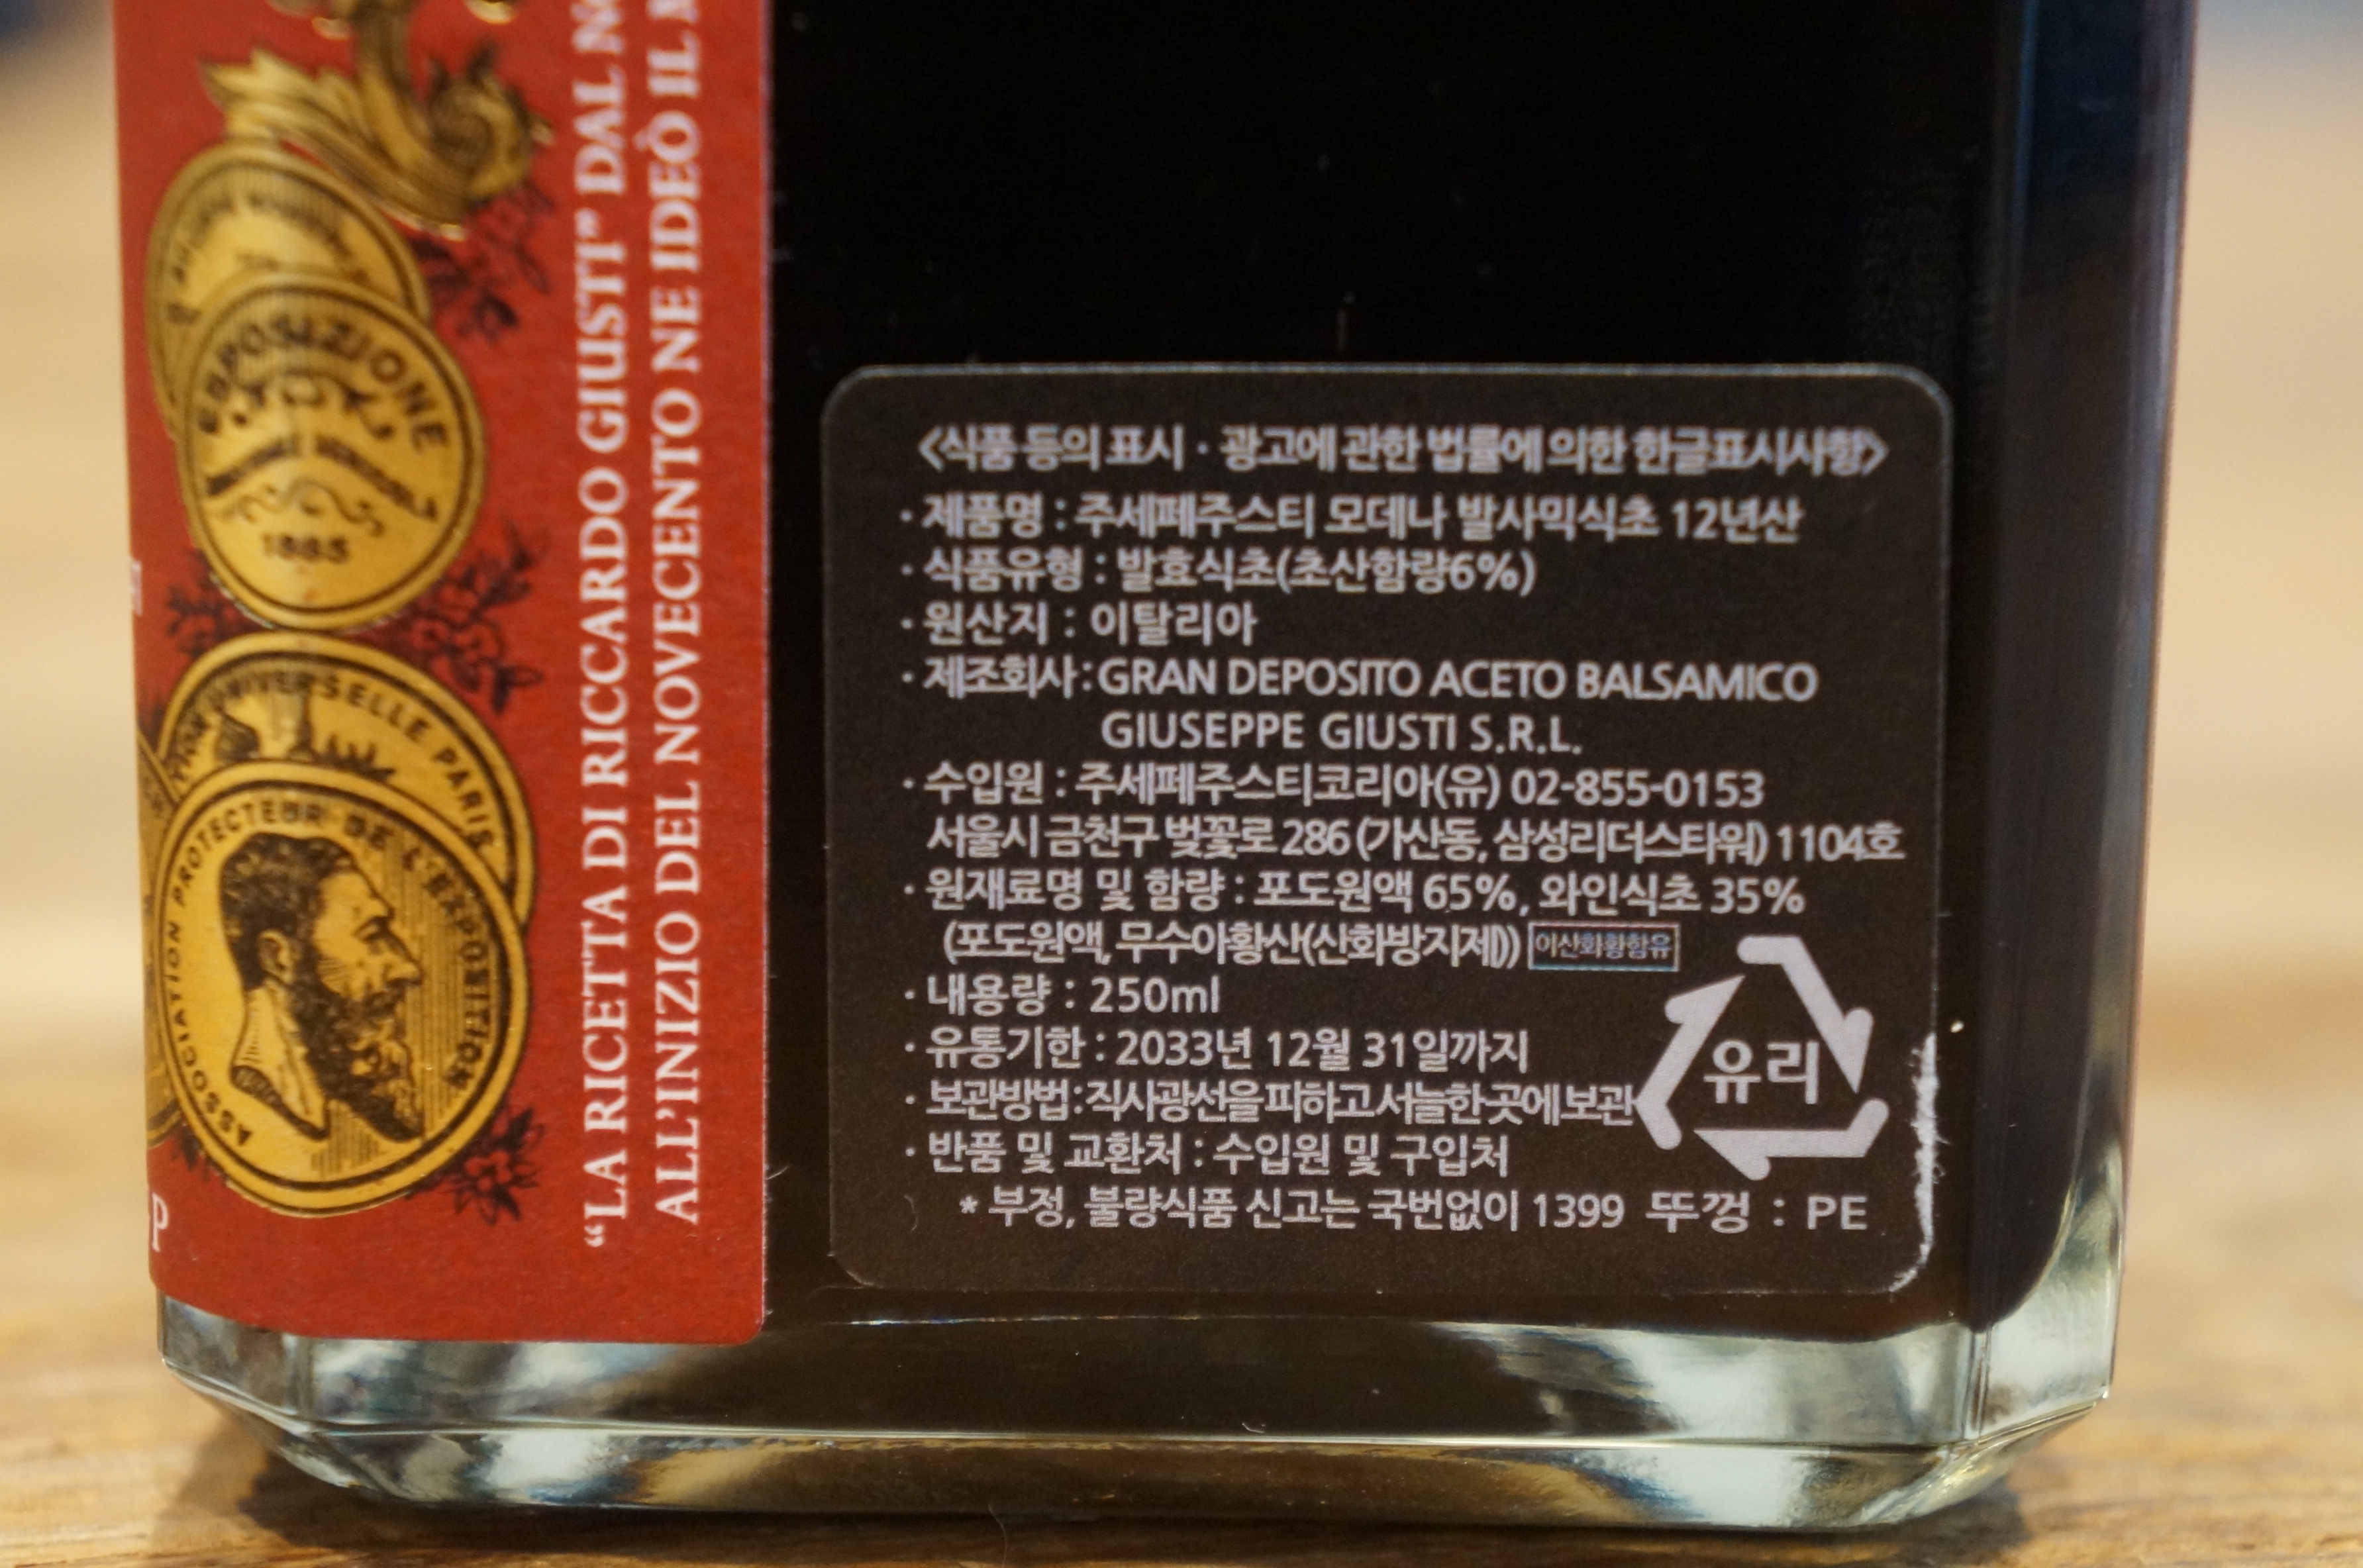 "LA RICETTA DI RICCARDO GIUSTI" DAL
ALL'INIZIO DEL NOVECENTO NE IDEÒ IL
ESPOSIZIONE
1885
UNIVERSELLE PARIS
ASSOCIATION PROTECTEUR DE L'EXPOSITION
P
<식품 등의 표시 · 광고에 관한 법률에 의한 한글표시사항>
· 제품명 : 주세페주스티 모데나 발사믹식초 12년산
· 식품유형 : 발효식초(초산함량6%)
· 원산지 : 이탈리아
· 제조회사 : GRAN DEPOSITO ACETO BALSAMICO
GIUSEPPE GIUSTI S.R.L.
· 수입원 : 주세페주스티코리아(유) 02-855-0153
서울시 금천구 벚꽃로 286 (가산동, 삼성리더스타워) 1104호
· 원재료명 및 함량 : 포도원액 65%, 와인식초 35%
(포도원액, 무수아황산(산화방지제)) 이산화황함유
· 내용량 : 250ml
· 유통기한 : 2033년 12월 31일까지
· 보관방법 : 직사광선을 피하고 서늘한 곳에 보관
· 반품 및 교환처 : 수입원 및 구입처
* 부정, 불량식품 신고는 국번없이 1399
유리
뚜껑 : PE